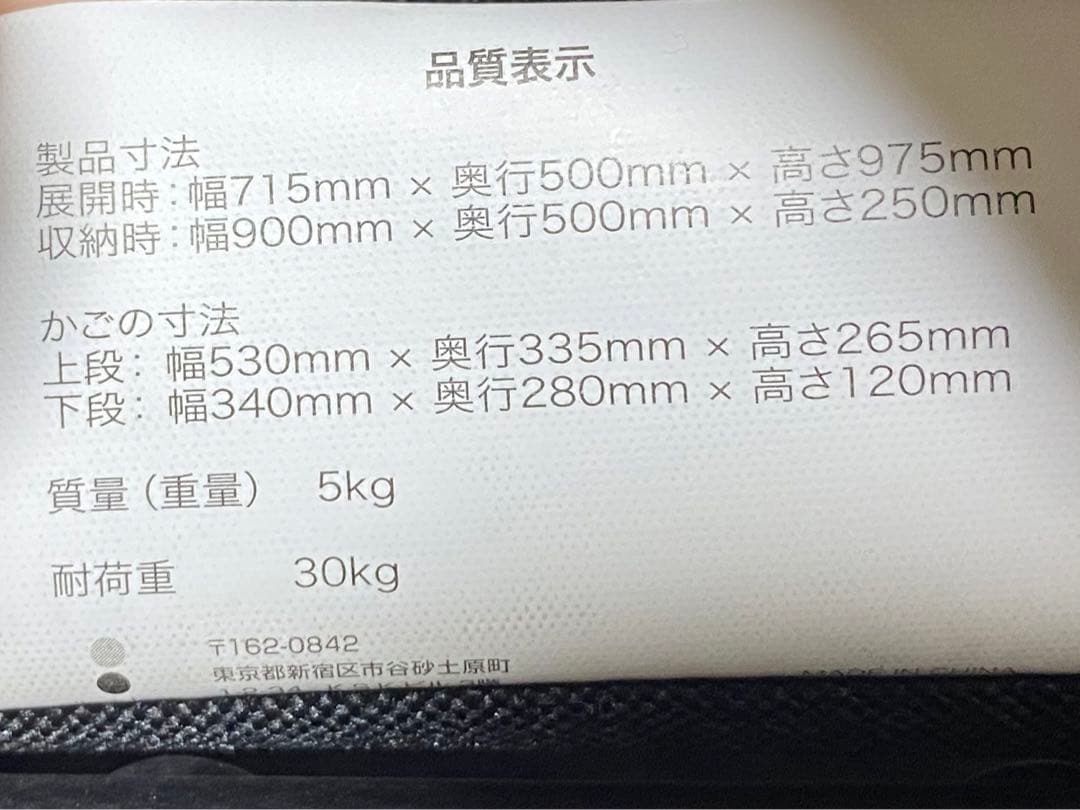 品質表示
製品寸法
展開時:幅715mm × 奥行500mm × 高さ975mm
収納時:幅900mm × 奥行500mm × 高さ250mm
かごの寸法
上段: 幅530mm × 奥行335mm × 高さ265mm
下段: 幅340mm × 奥行280mm × 高さ120mm
質量(重量) 5kg
耐荷重 30kg
〒162-0842
東京都新宿区市谷砂土原町
MADE IN CHINA